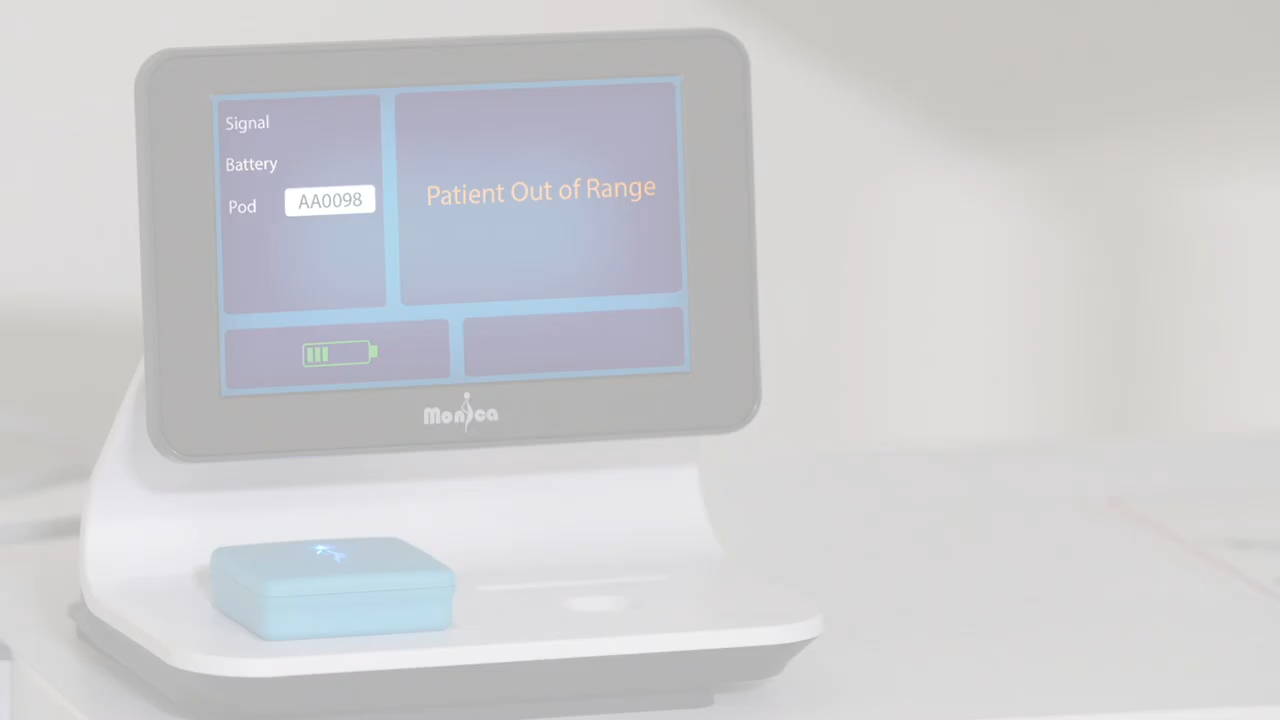 Signal
Battery
Pod AA0098
Patient Out of Range
Monica